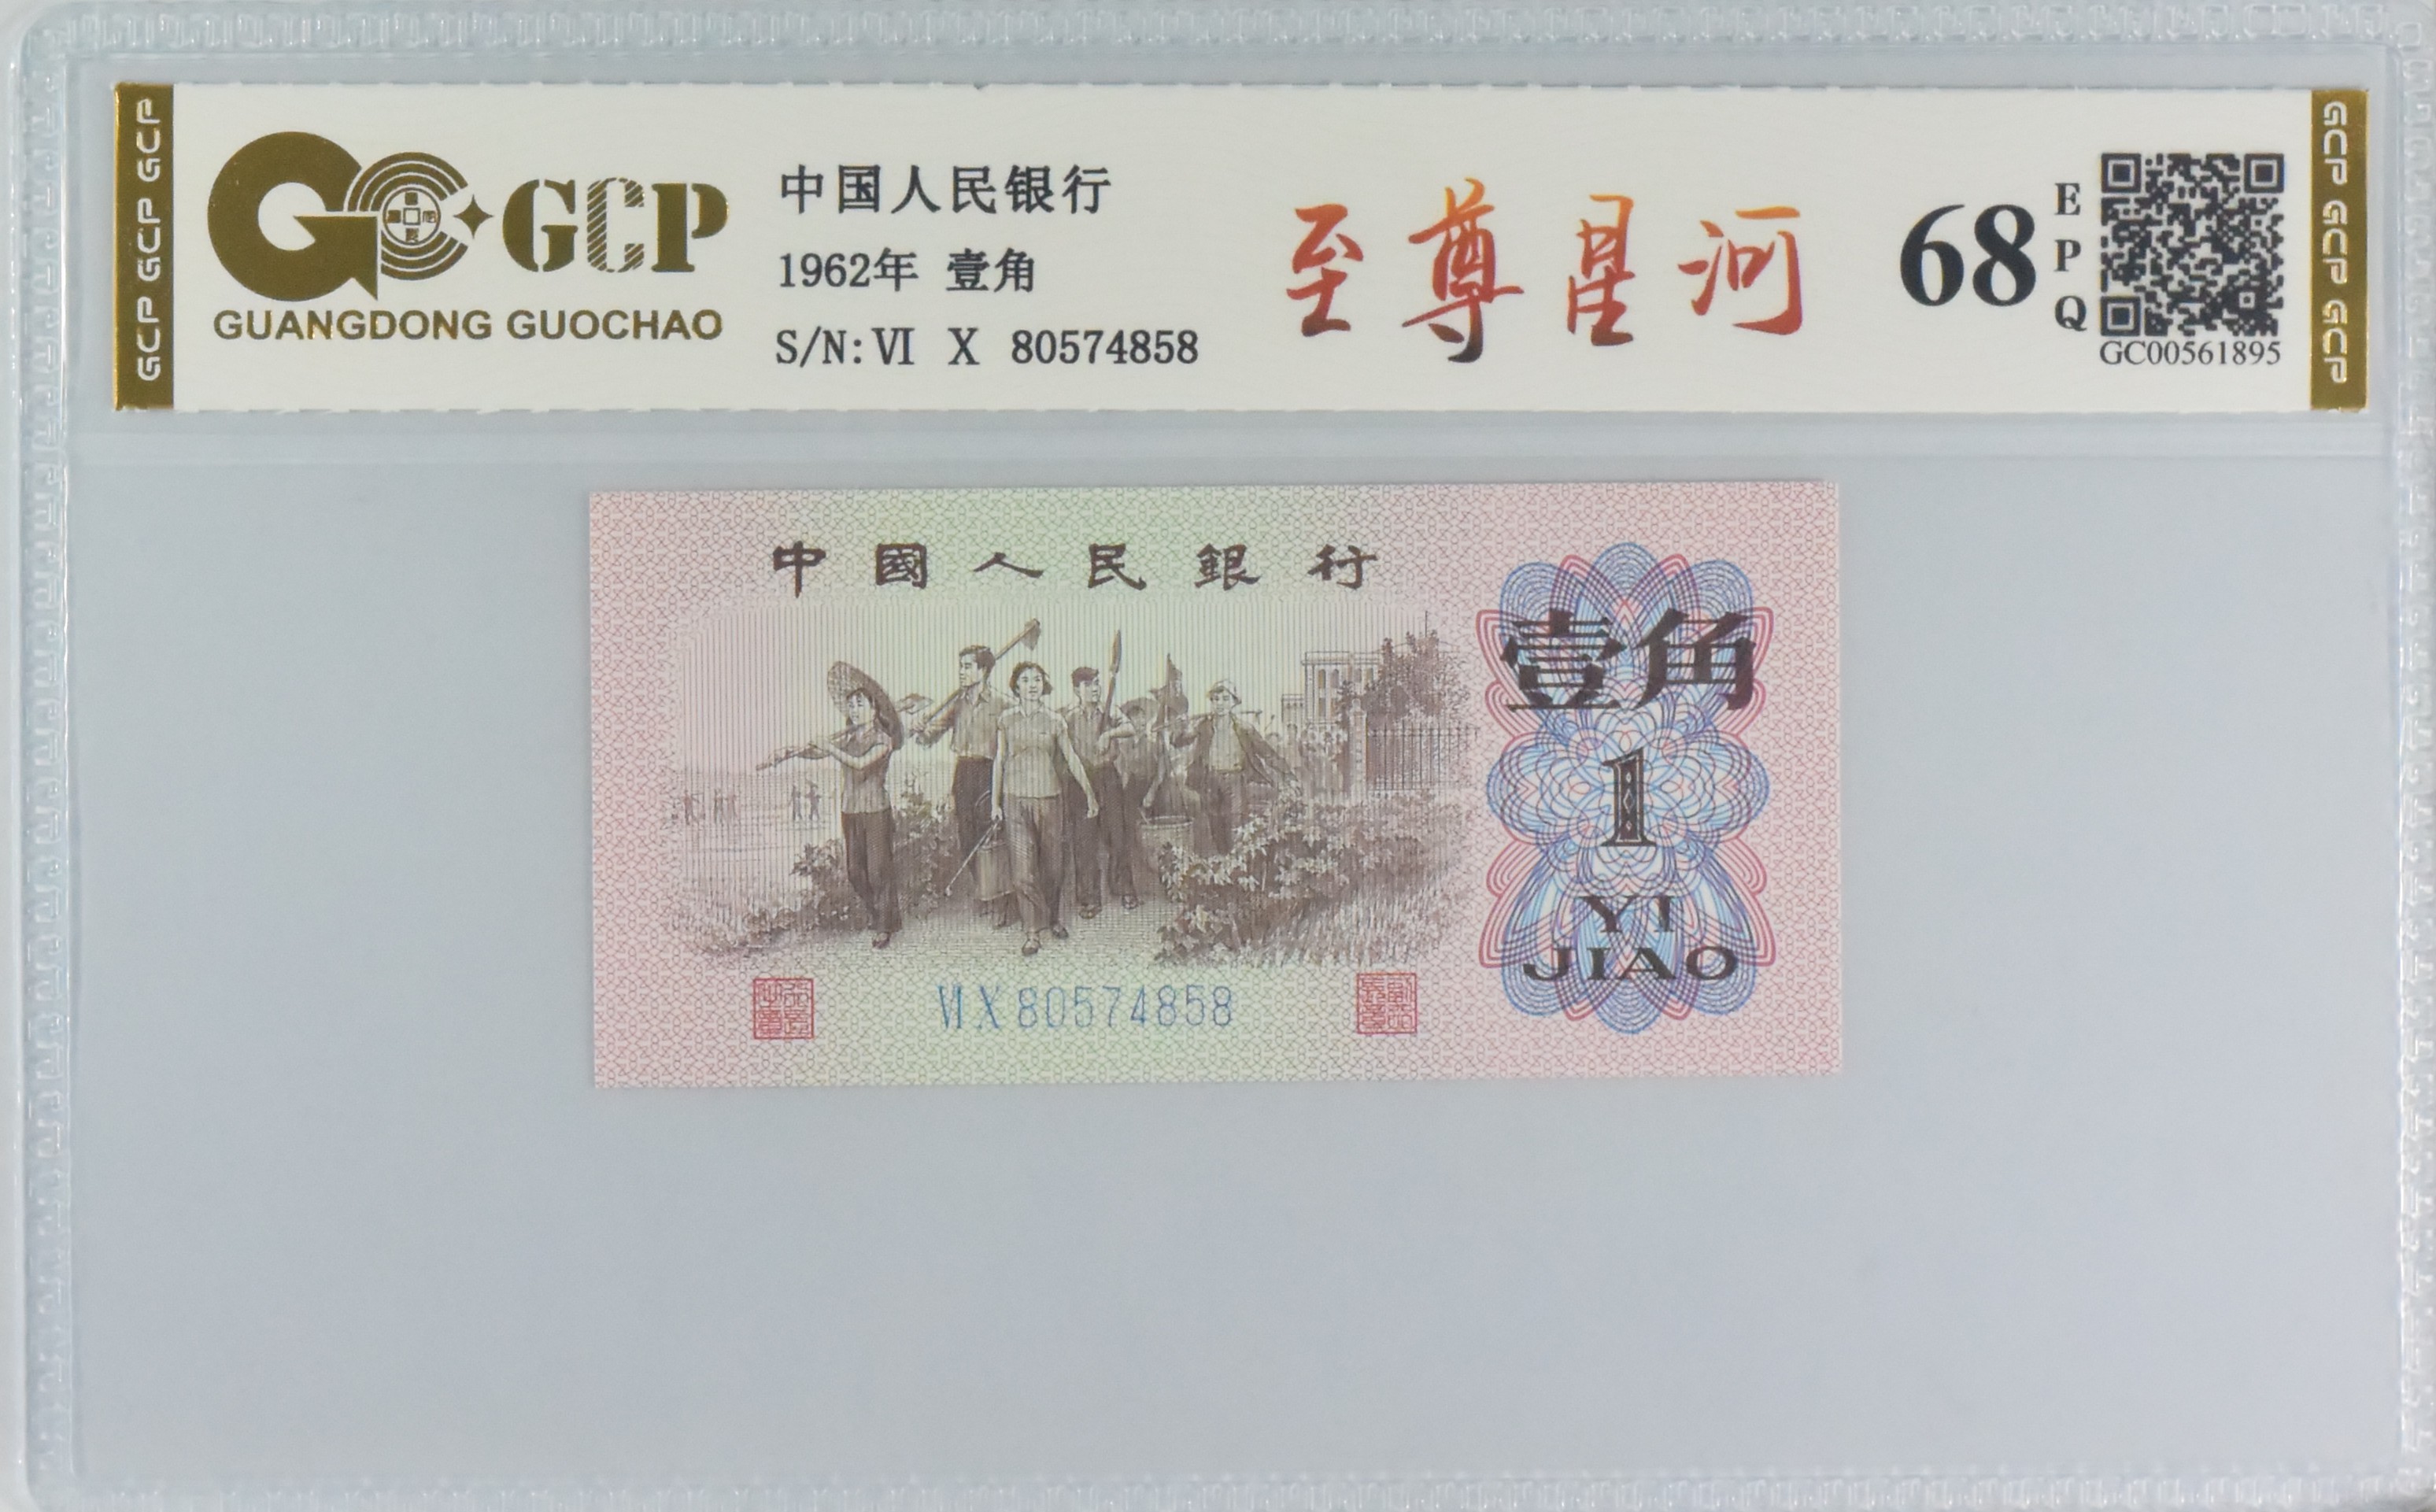 GCP GCP GCP
GCP
GUANGDONG GUOCHAO
中国人民银行
1962年 壹角
S/N: VI X 80574858
至尊星河
68
EPQ
GC00561895
GCP GCP GCP
中國人民銀行
壹角
1
YI
JIAO
VI X 80574858